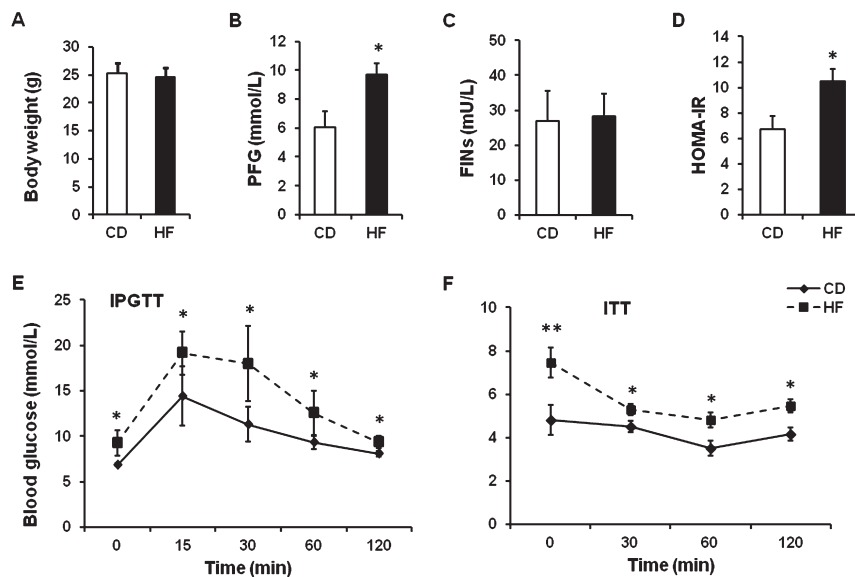 A
Body weight (g)
30
25
20
15
10
5
0
CD HF
B
PFG (mmol/L)
*
12
10
8
6
4
2
0
CD HF
C
FINs (mU/L)
50
40
30
20
10
0
CD HF
D
HOMA-IR
*
14
12
10
8
6
4
2
0
CD HF
E
IPGTT
Blood glucose (mmol/L)
25
20
15
10
5
0
* * * * *
0 15 30 60 120
Time (min)
F
ITT
CD
HF
10
8
6
4
2
0
** * * *
0 30 60 120
Time (min)